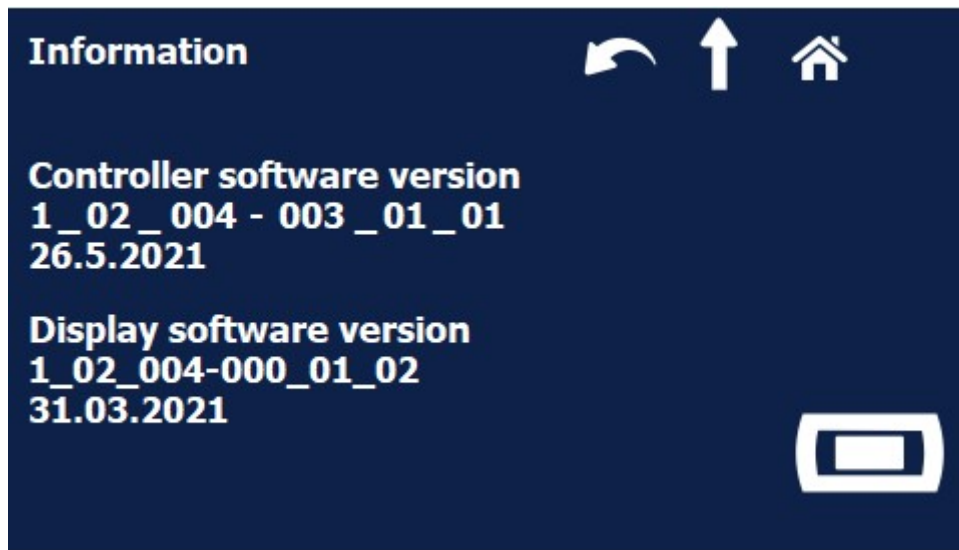 Information
Controller software version
1_02_004 - 003_01_01
26.5.2021
Display software version
1_02_004-000_01_02
31.03.2021